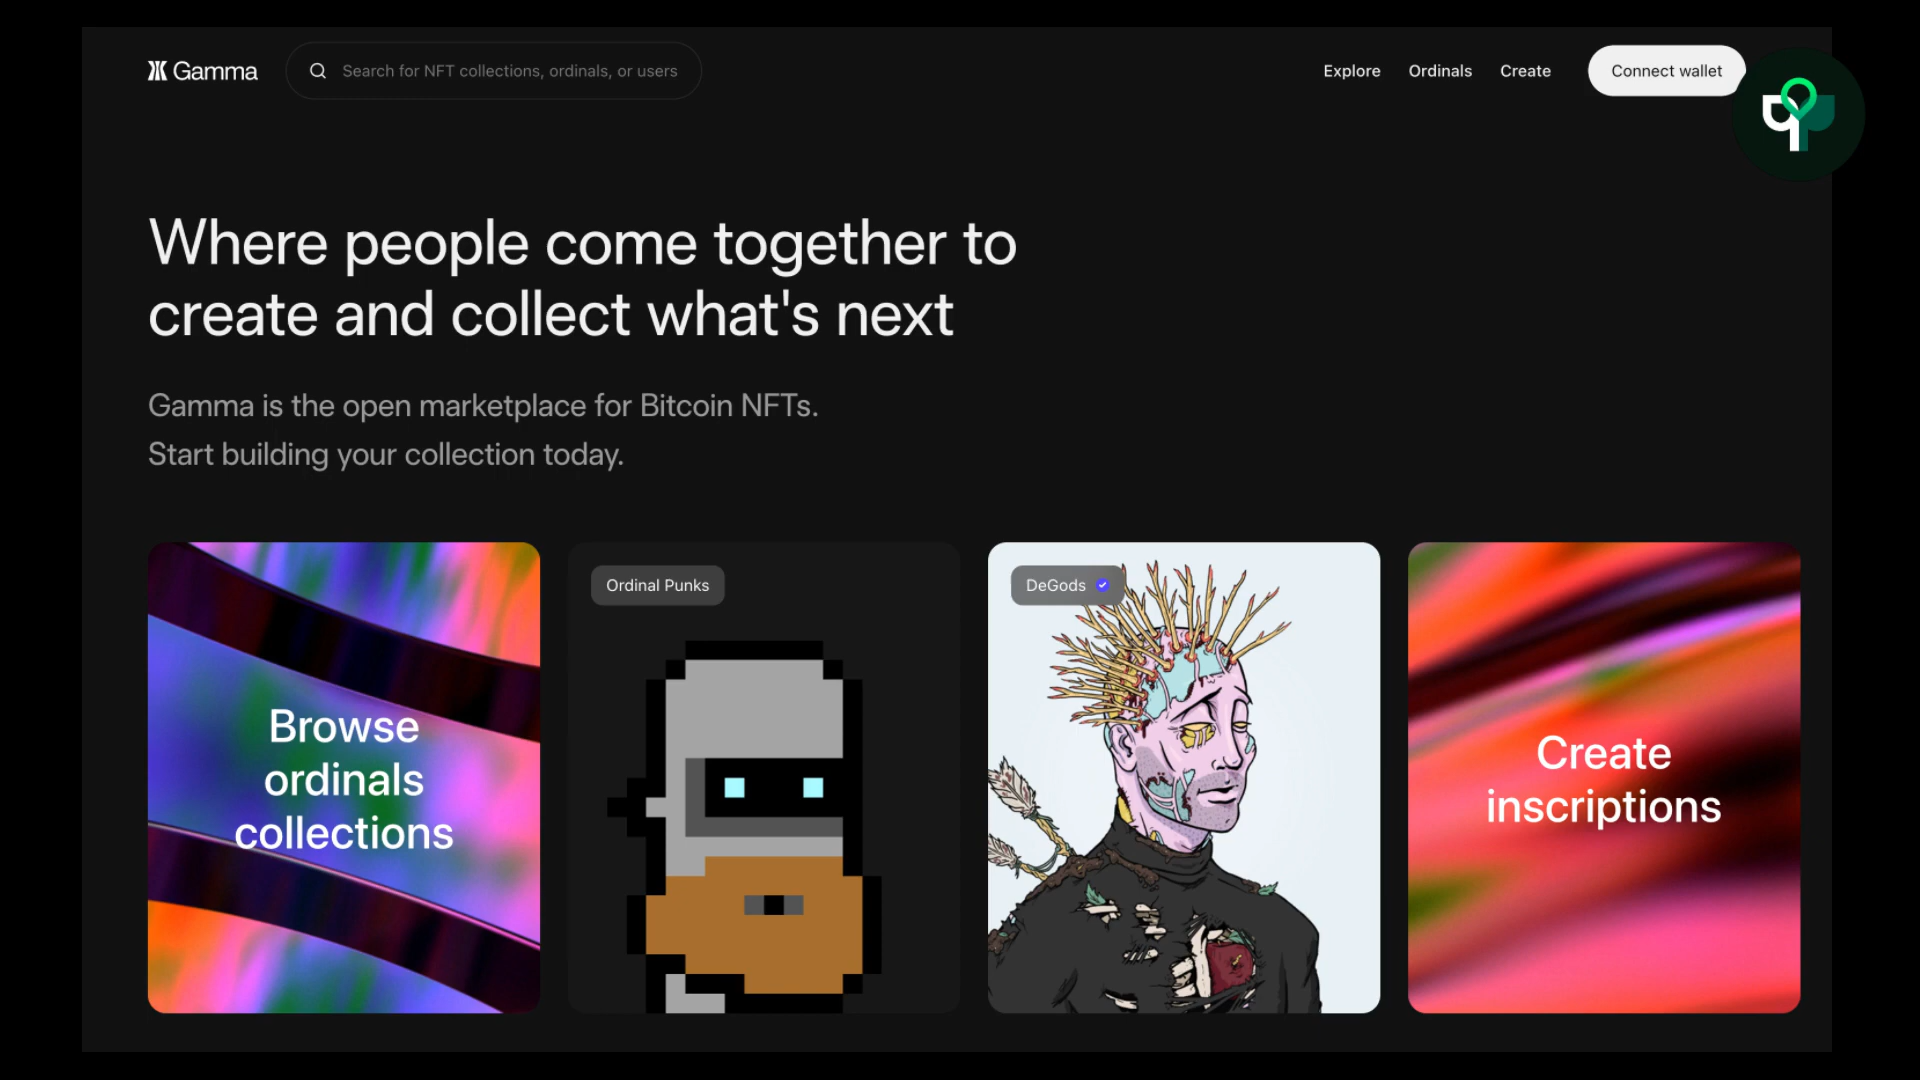 Gamma
Search for NFT collections, ordinals, or users
Explore
Ordinals
Create
Connect wallet
Where people come together to
create and collect what's next
Gamma is the open marketplace for Bitcoin NFTs.
Start building your collection today.
Browse
ordinals
collections
Ordinal Punks
DeGods
Create
inscriptions